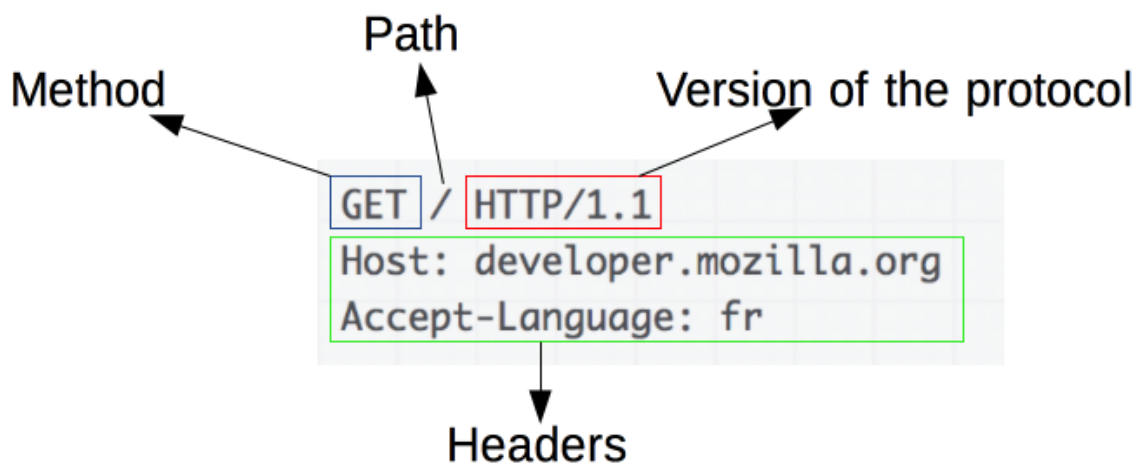 Path
Method
Version of the protocol
GET / HTTP/1.1
Host: developer.mozilla.org
Accept-Language: fr
Headers